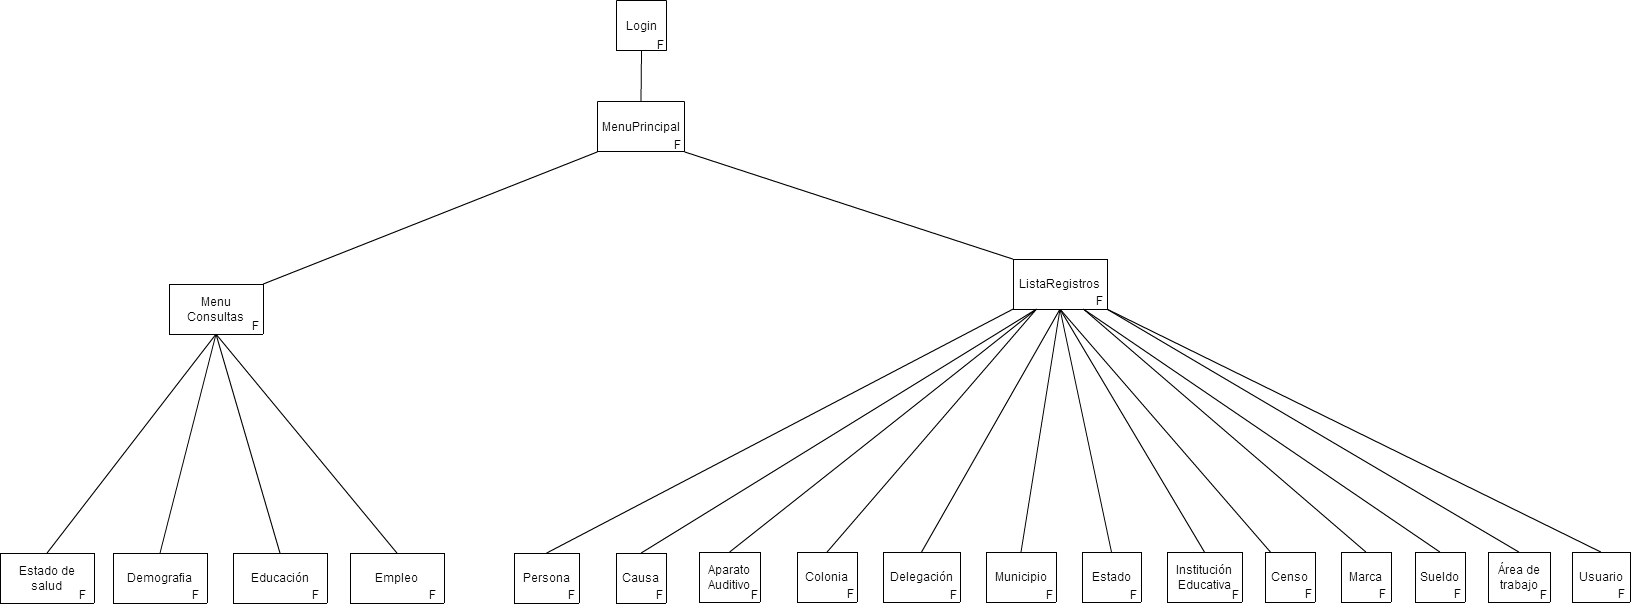 Login
F
MenuPrincipal
F
Menu
Consultas
F
ListaRegistros
F
Estado de
salud
F
Demografia
F
Educación
F
Empleo
F
Persona
F
Causa
F
Aparato
Auditivo
F
Colonia
F
Delegación
F
Municipio
F
Estado
F
Institución
Educativa
F
Censo
F
Marca
F
Sueldo
F
Área de
trabajo
F
Usuario
F